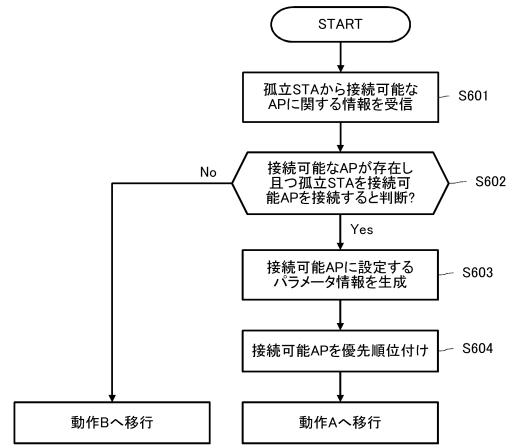 START
孤立STAから接続可能な
APに関する情報を受信
S601
接続可能なAPが存在し
且つ孤立STAを接続可
能APを接続すると判断?
S602
No
Yes
接続可能APに設定する
パラメータ情報を生成
S603
接続可能APを優先順位付け
S604
動作Bへ移行
動作Aへ移行